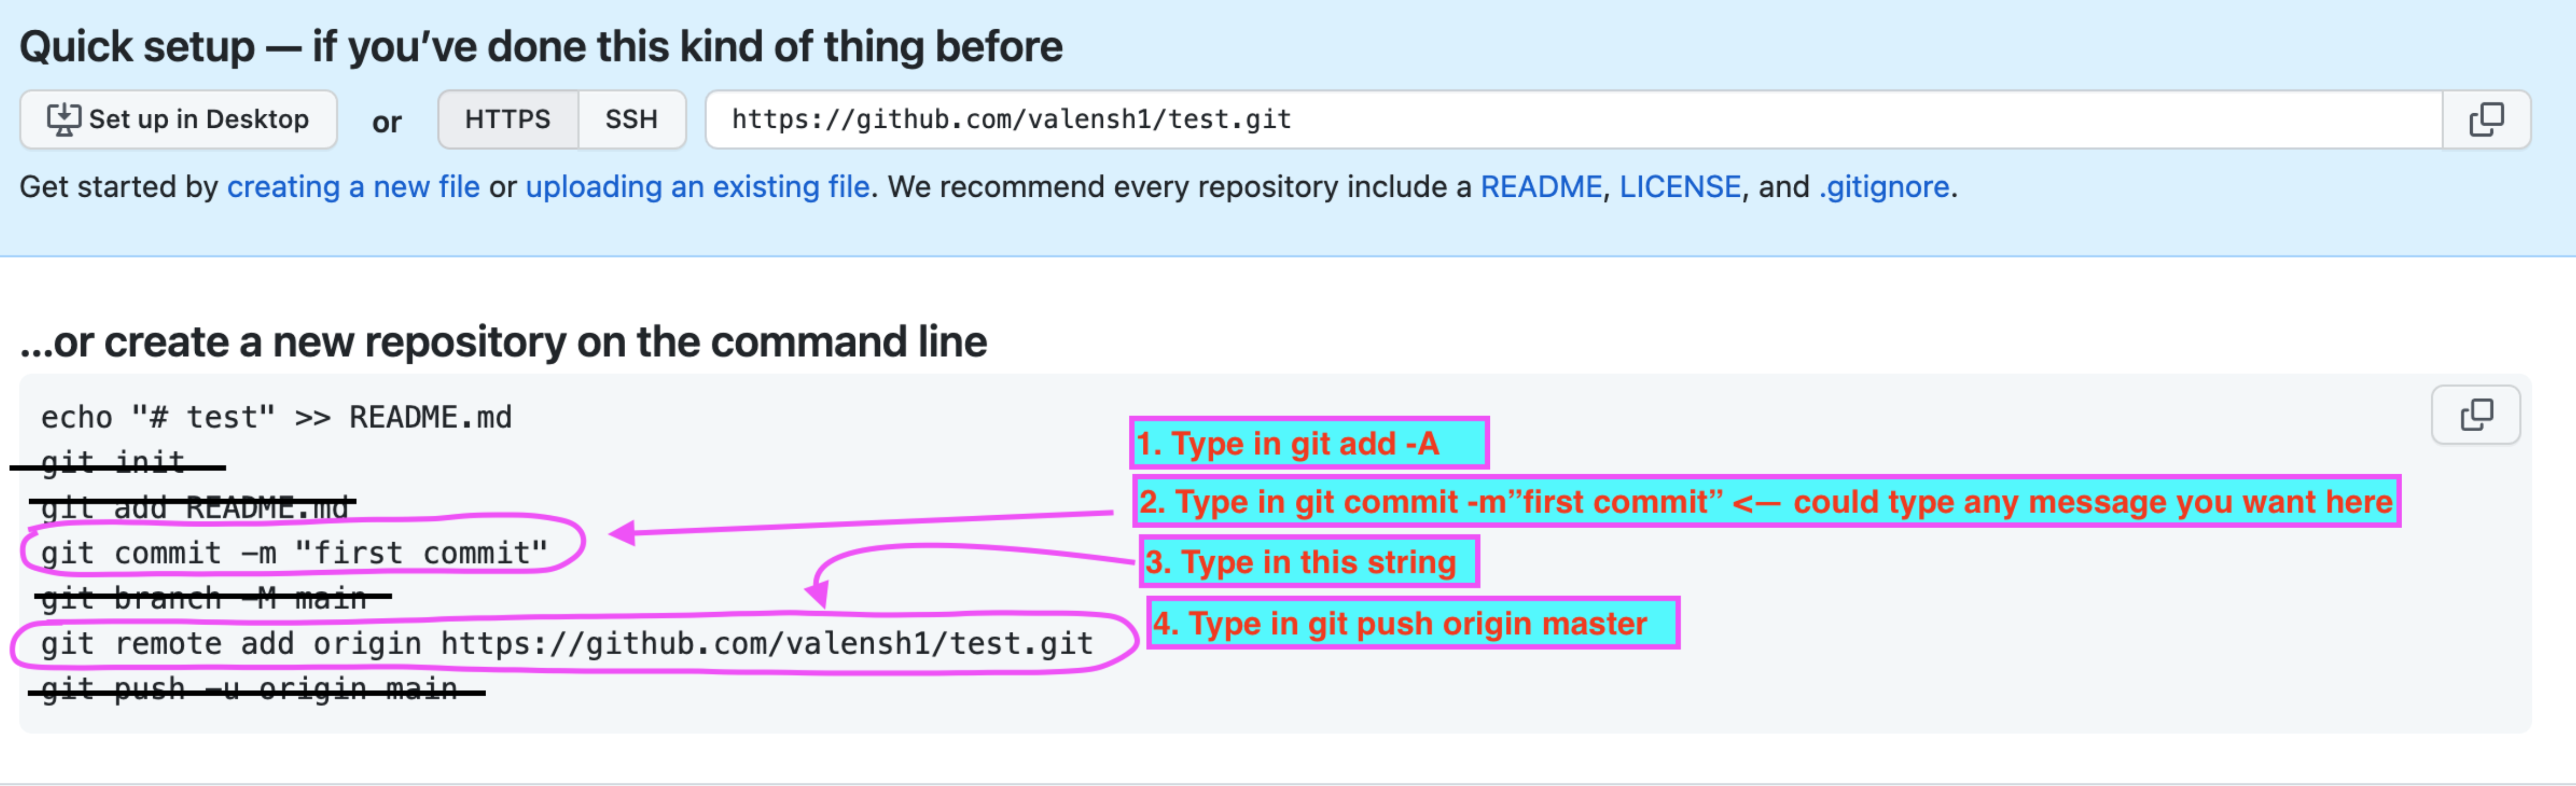 Quick setup — if you’ve done this kind of thing before
Set up in Desktop or HTTPS SSH https://github.com/valensh1/test.git
Get started by creating a new file or uploading an existing file. We recommend every repository include a README, LICENSE, and .gitignore.
...or create a new repository on the command line
echo "# test" >> README.md
git init
git add README.md
git commit -m "first commit"
git branch -M main
git remote add origin https://github.com/valensh1/test.git
git push -u origin main
1. Type in git add -A
2. Type in git commit -m”first commit” <— could type any message you want here
3. Type in this string
4. Type in git push origin master